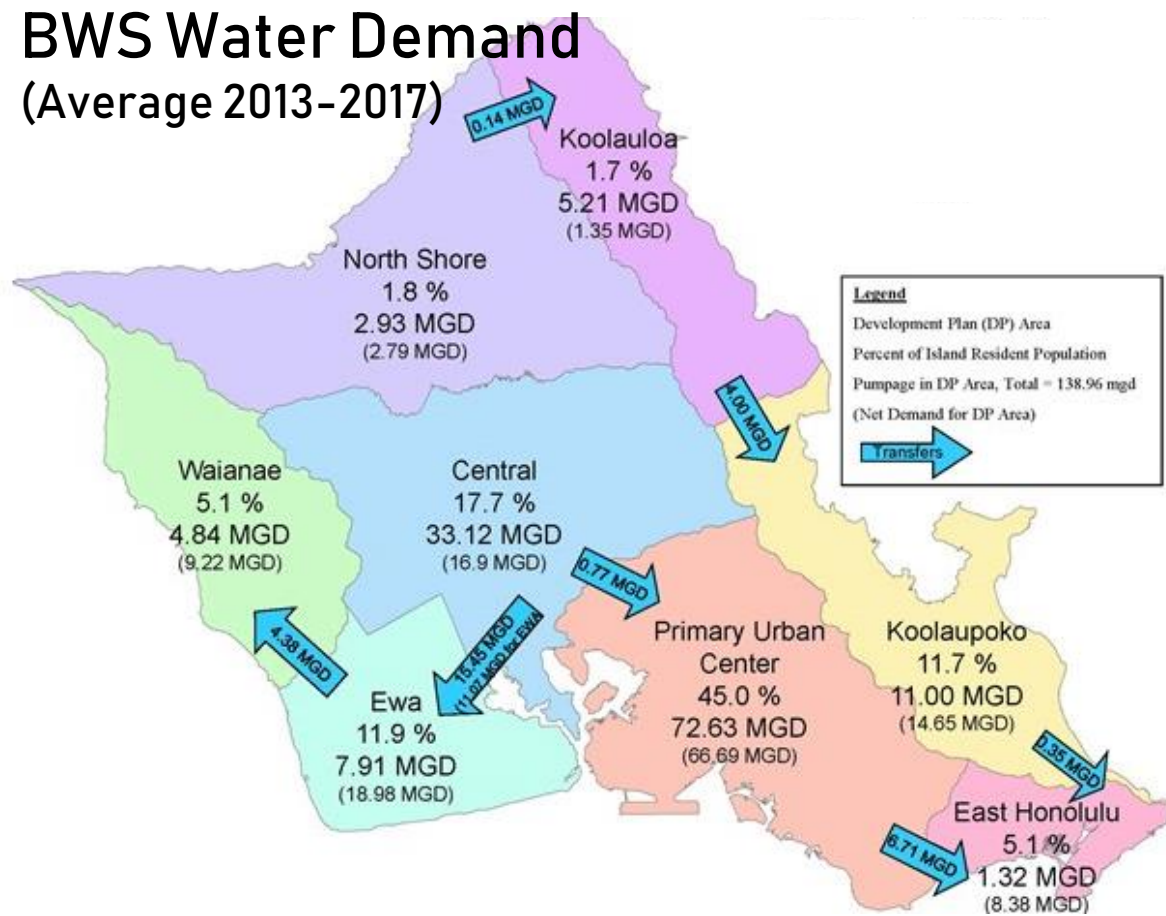 BWS Water Demand
(Average 2013-2017)
0.14 MGD
Koolauloa
1.7 %
5.21 MGD
(1.35 MGD)
North Shore
1.8 %
2.93 MGD
(2.79 MGD)
Legend
Development Plan (DP) Area
Percent of Island Resident Population
Pumpage in DP Area, Total = 138.96 mgd
(Net Demand for DP Area)
Transfers
4.00 MGD
Waianae
5.1 %
4.84 MGD
(9.22 MGD)
Central
17.7 %
33.12 MGD
(16.9 MGD)
0.77 MGD
15.45 MGD
(11.07 MGD for EWA)
4.38 MGD
Ewa
11.9 %
7.91 MGD
(18.98 MGD)
Primary Urban
Center
45.0 %
72.63 MGD
(66.69 MGD)
Koolaupoko
11.7 %
11.00 MGD
(14.65 MGD)
0.35 MGD
6.71 MGD
East Honolulu
5.1 %
1.32 MGD
(8.38 MGD)